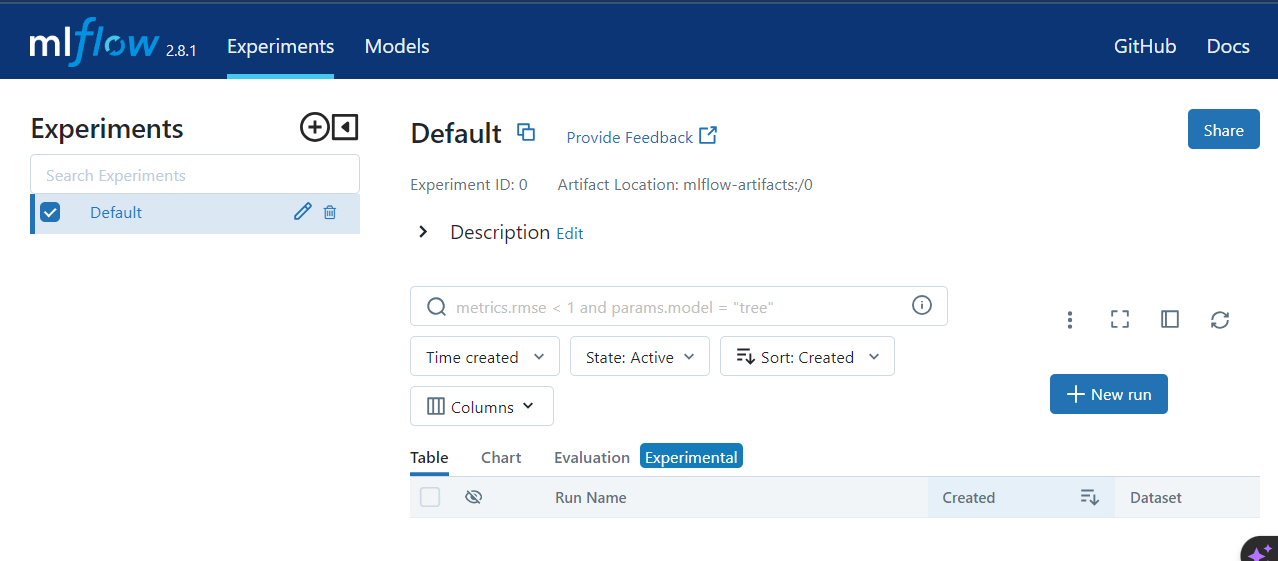 mlflow 2.8.1 Experiments Models GitHub Docs
Experiments
Search Experiments
Default
Default Provide Feedback Share
Experiment ID: 0 Artifact Location: mlflow-artifacts:/0
Description Edit
metrics.rmse < 1 and params.model = "tree"
Time created State: Active Sort: Created
Columns
New run
Table Chart Evaluation Experimental
Run Name Created Dataset